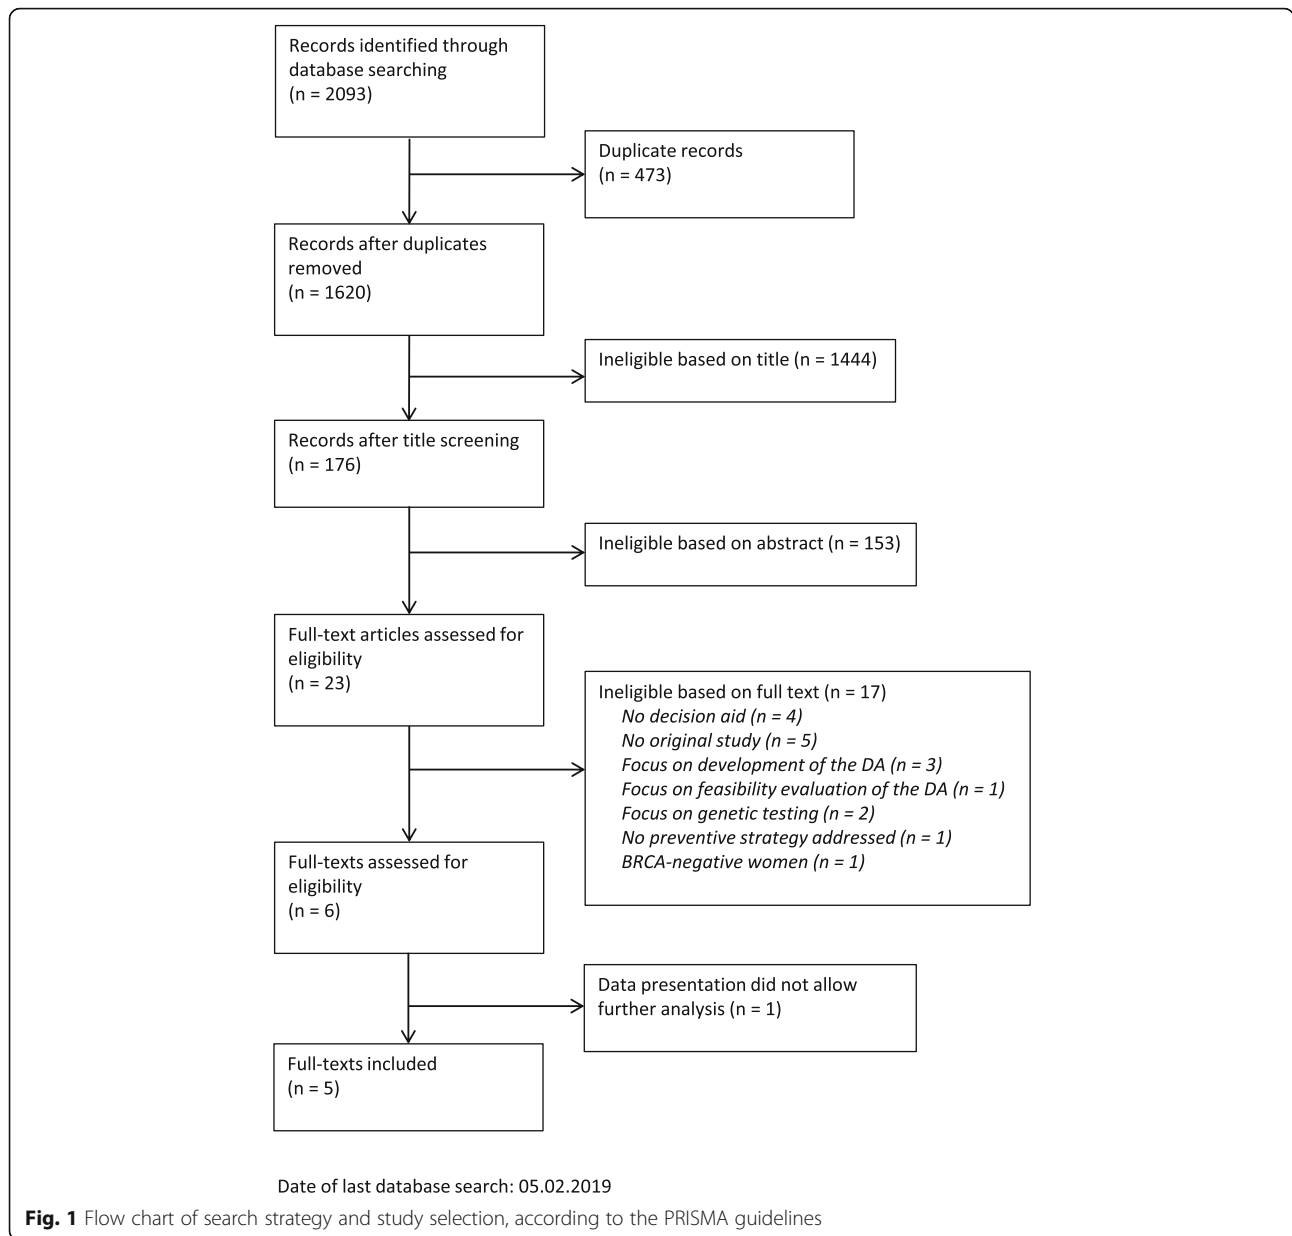 Records identified through
database searching
(n = 2093)
Duplicate records
(n = 473)
Records after duplicates
removed
(n = 1620)
Ineligible based on title (n = 1444)
Records after title screening
(n = 176)
Ineligible based on abstract (n = 153)
Full-text articles assessed for
eligibility
(n = 23)
Ineligible based on full text (n = 17)
No decision aid (n = 4)
No original study (n = 5)
Focus on development of the DA (n = 3)
Focus on feasibility evaluation of the DA (n = 1)
Focus on genetic testing (n = 2)
No preventive strategy addressed (n = 1)
BRCA-negative women (n = 1)
Full-texts assessed for
eligibility
(n = 6)
Data presentation did not allow
further analysis (n = 1)
Full-texts included
(n = 5)
Date of last database search: 05.02.2019
Fig. 1 Flow chart of search strategy and study selection, according to the PRISMA guidelines